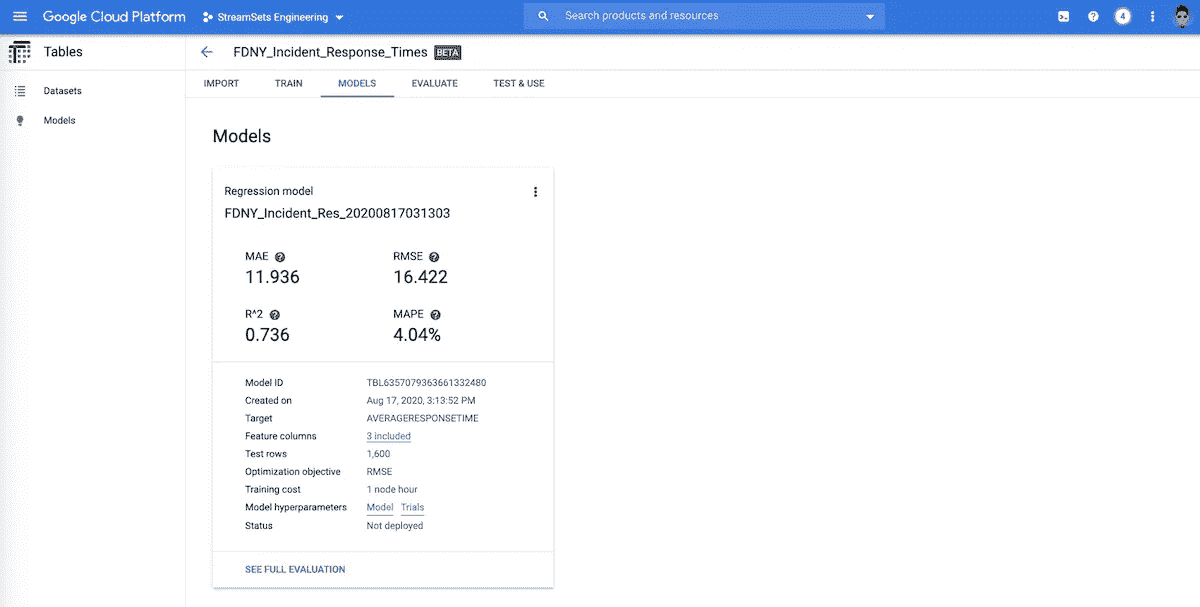 Google Cloud Platform StreamSets Engineering Search products and resources 4
Tables FDNY_Incident_Response_Times BETA
IMPORT TRAIN MODELS EVALUATE TEST & USE
Datasets
Models
Models
Regression model
FDNY_Incident_Res_20200817031303
MAE RMSE
11.936 16.422
R^2 MAPE
0.736 4.04%
Model ID TBL6357079363661332480
Created on Aug 17, 2020, 3:13:52 PM
Target AVERAGERESPONSETIME
Feature columns 3 included
Test rows 1,600
Optimization objective RMSE
Training cost 1 node hour
Model hyperparameters Model Trials
Status Not deployed
SEE FULL EVALUATION